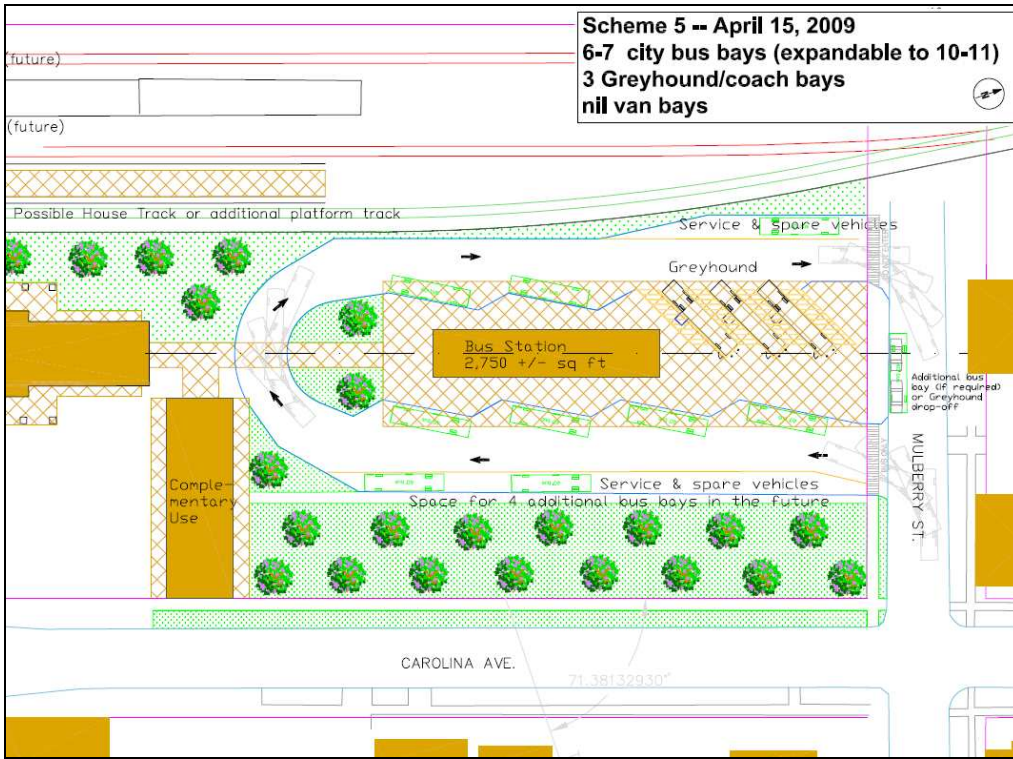 Scheme 5 -- April 15, 2009
6-7 city bus bays (expandable to 10-11)
3 Greyhound/coach bays
nil van bays
N
(future)
(future)
Possible House Track or additional platform track
Service & spare vehicles
Greyhound
Bus Station
2,750 +/- sq ft
Additional bus
bay (if required)
or Greyhound
drop-off
MULBERRY ST.
Service & spare vehicles
Space for 4 additional bus bays in the future
Comple-
mentary
Use
CAROLINA AVE.
71.38132930°